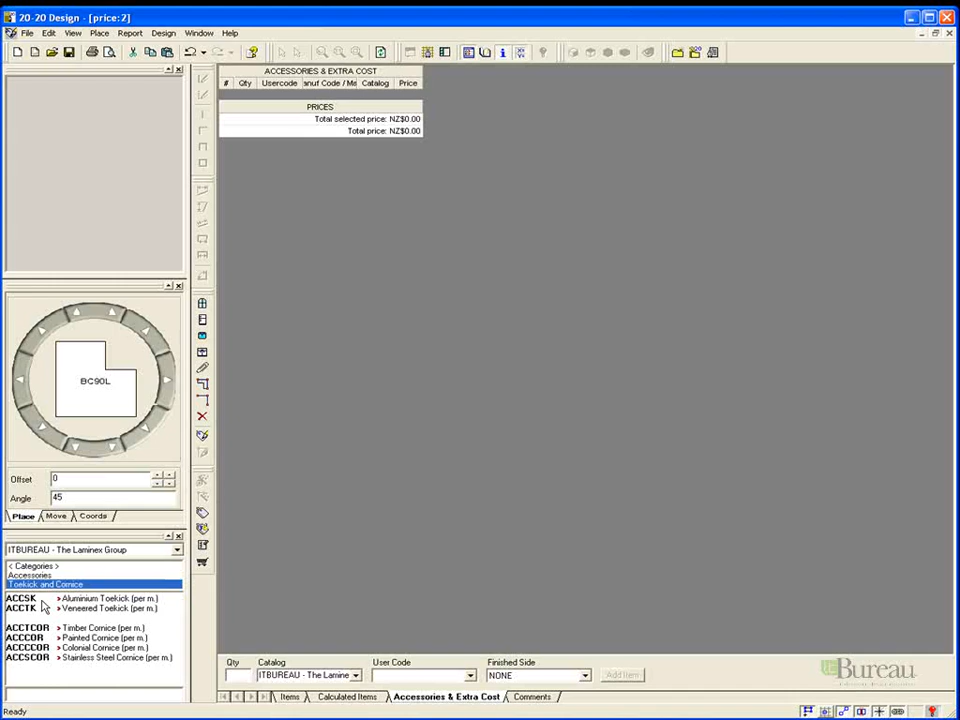 20-20 Design - [price:2]
File Edit View Place Report Design Window Help
ACCESSORIES & EXTRA COST
# Qty Usercode snuf Code / Me Catalog Price
PRICES
Total selected price: NZ$0.00
Total price: NZ$0.00
BC90L
Offset 0
Angle 45
Place Move Coords
ITBUREAU - The Laminex Group
< Categories >
Accessories
Toekick and Cornice
ACCSK > Aluminium Toekick (per m.)
ACCTK > Veneered Toekick (per m.)
ACCTCOR > Timber Cornice (per m.)
ACCCOR > Painted Cornice (per m.)
ACCCCOR > Colonial Cornice (per m.)
ACCSCOR > Stainless Steel Cornice (per m.)
Qty Catalog User Code Finished Side
ITBUREAU - The Lamine NONE Add Item
Items Calculated Items Accessories & Extra Cost Comments
itBureau
Ready